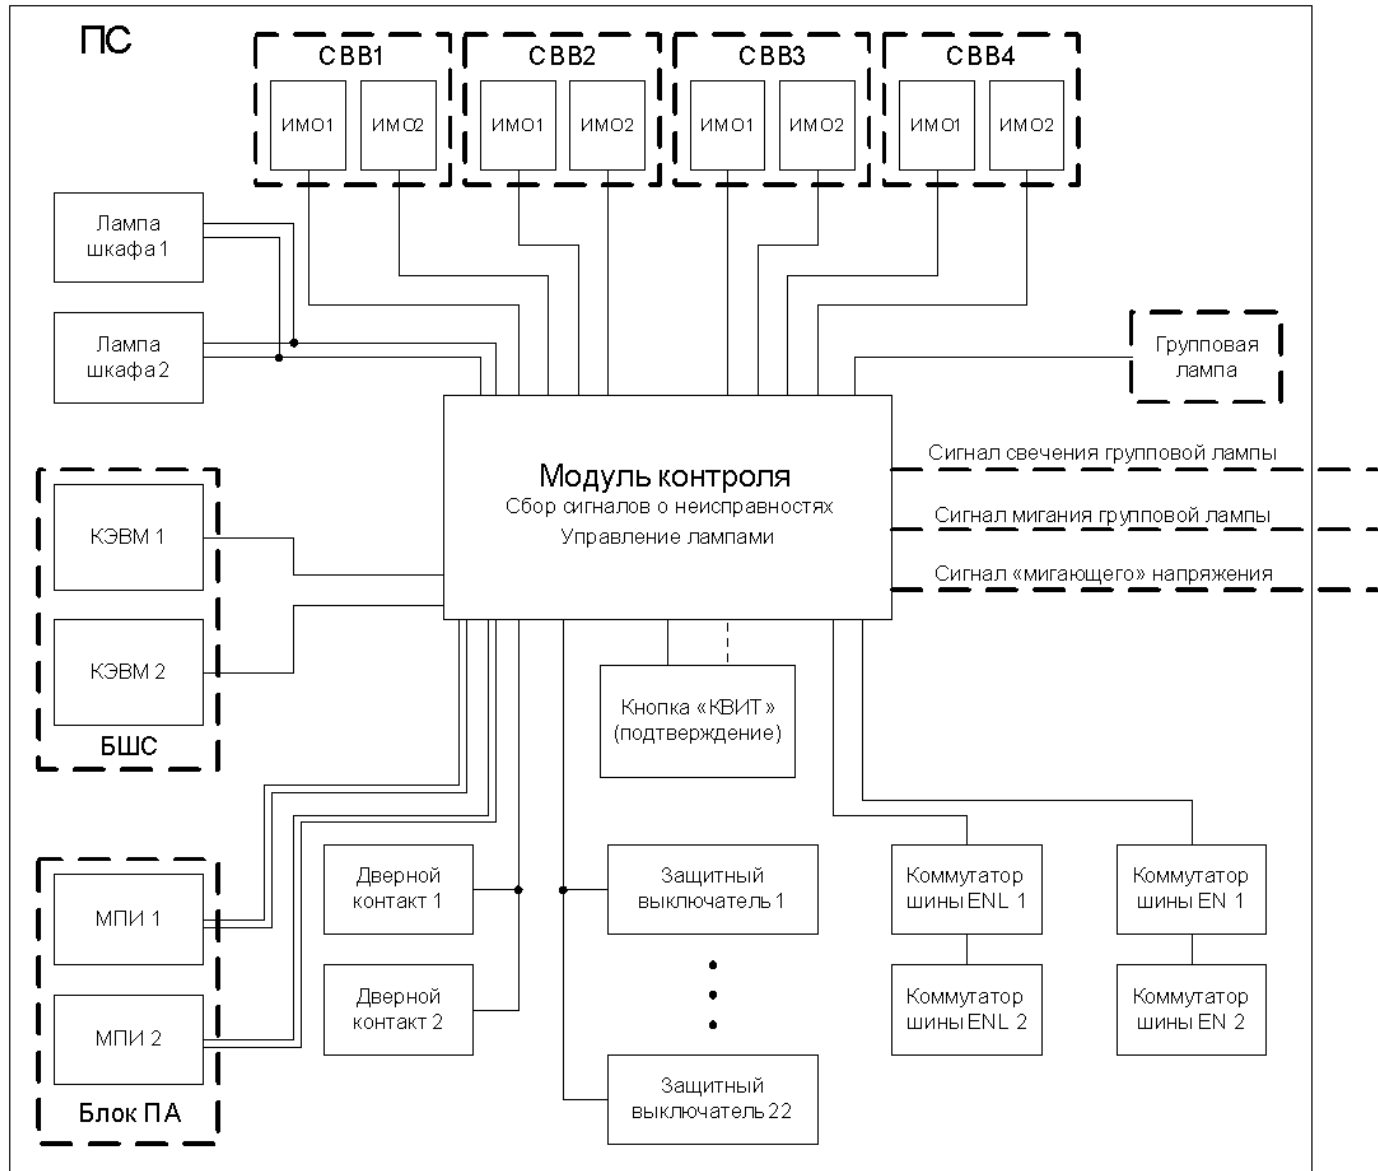 ПС
СВВ1
СВВ2
СВВ3
СВВ4
ИМО1
ИМО2
ИМО1
ИМО2
ИМО1
ИМО2
ИМО1
ИМО2
Лампа
шкафа 1
Лампа
шкафа 2
Групповая
лампа
Модуль контроля
Сбор сигналов о неисправностях
Управление лампами
Сигнал свечения групповой лампы
Сигнал мигания групповой лампы
Сигнал «мигающего» напряжения
КЭВМ 1
КЭВМ 2
БШС
Кнопка «КВИТ»
(подтверждение)
МПИ 1
МПИ 2
Блок ПА
Дверной
контакт 1
Дверной
контакт 2
Защитный
выключатель 1
Защитный
выключатель 22
Коммутатор
шины ENL 1
Коммутатор
шины ENL 2
Коммутатор
шины EN 1
Коммутатор
шины EN 2